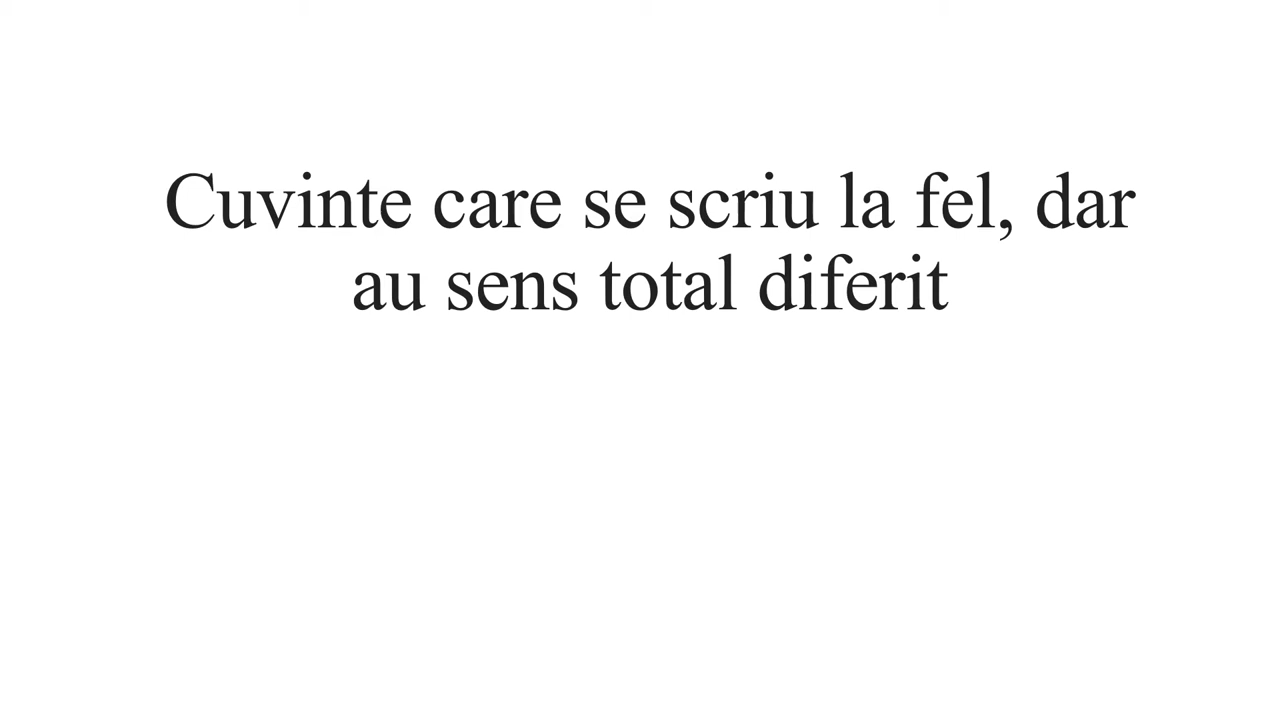 Cuvinte care se scriu la fel, dar
au sens total diferit